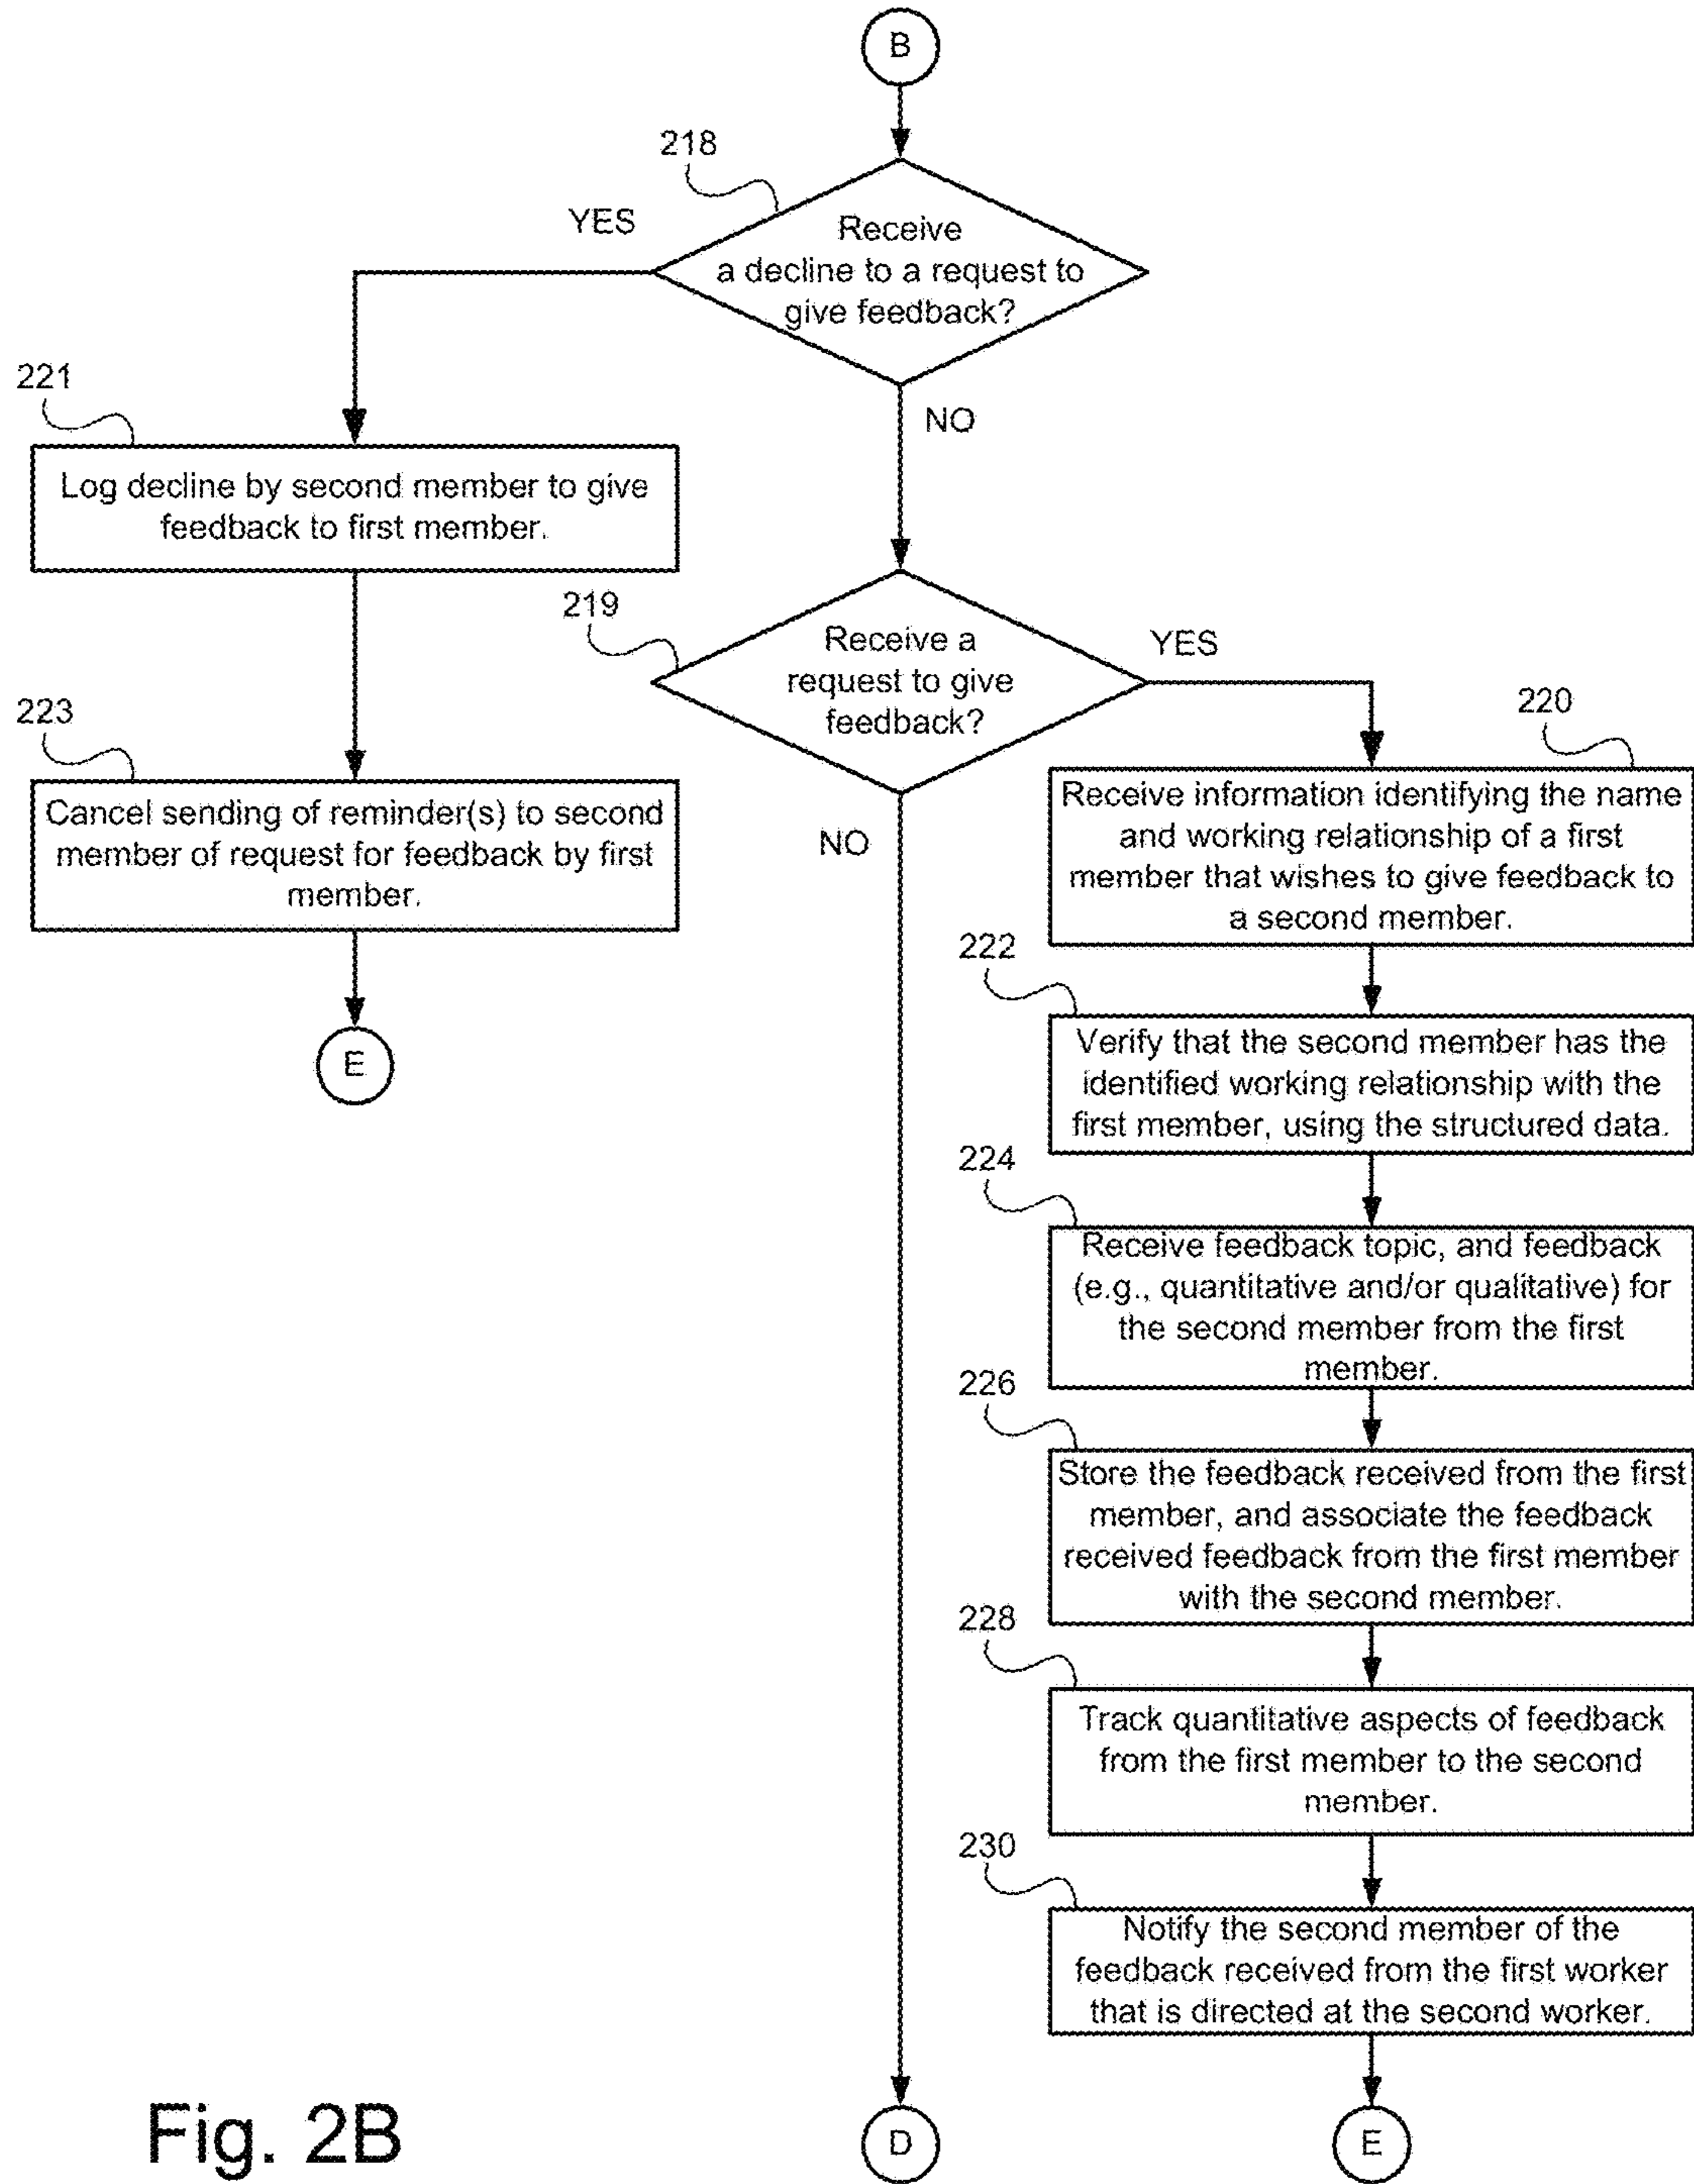 B
218
YES
Receive
a decline to a request to
give feedback?
221
NO
Log decline by second member to give
feedback to first member.
219
Receive a
request to give
feedback?
YES
223
220
Cancel sending of reminder(s) to second
member of request for feedback by first
member.
NO
Receive information identifying the name
and working relationship of a first
member that wishes to give feedback to
a second member.
222
E
Verify that the second member has the
identified working relationship with the
first member, using the structured data.
224
Receive feedback topic, and feedback
(e.g., quantitative and/or qualitative) for
the second member from the first
member.
226
Store the feedback received from the first
member, and associate the feedback
received feedback from the first member
with the second member.
228
Track quantitative aspects of feedback
from the first member to the second
member.
230
Notify the second member of the
feedback received from the first worker
that is directed at the second worker.
Fig. 2B
D
E